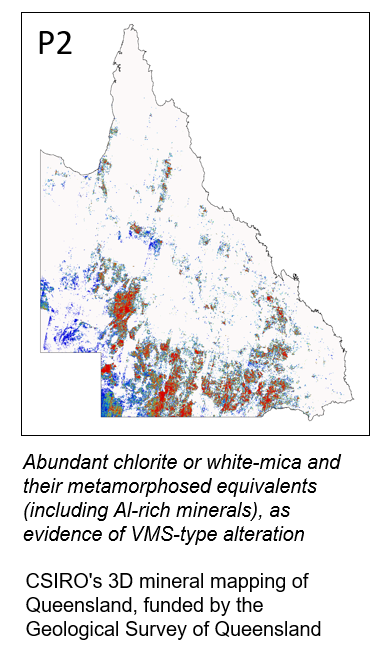 P2
Abundant chlorite or white-mica and
their metamorphosed equivalents
(including Al-rich minerals), as
evidence of VMS-type alteration
CSIRO's 3D mineral mapping of
Queensland, funded by the
Geological Survey of Queensland